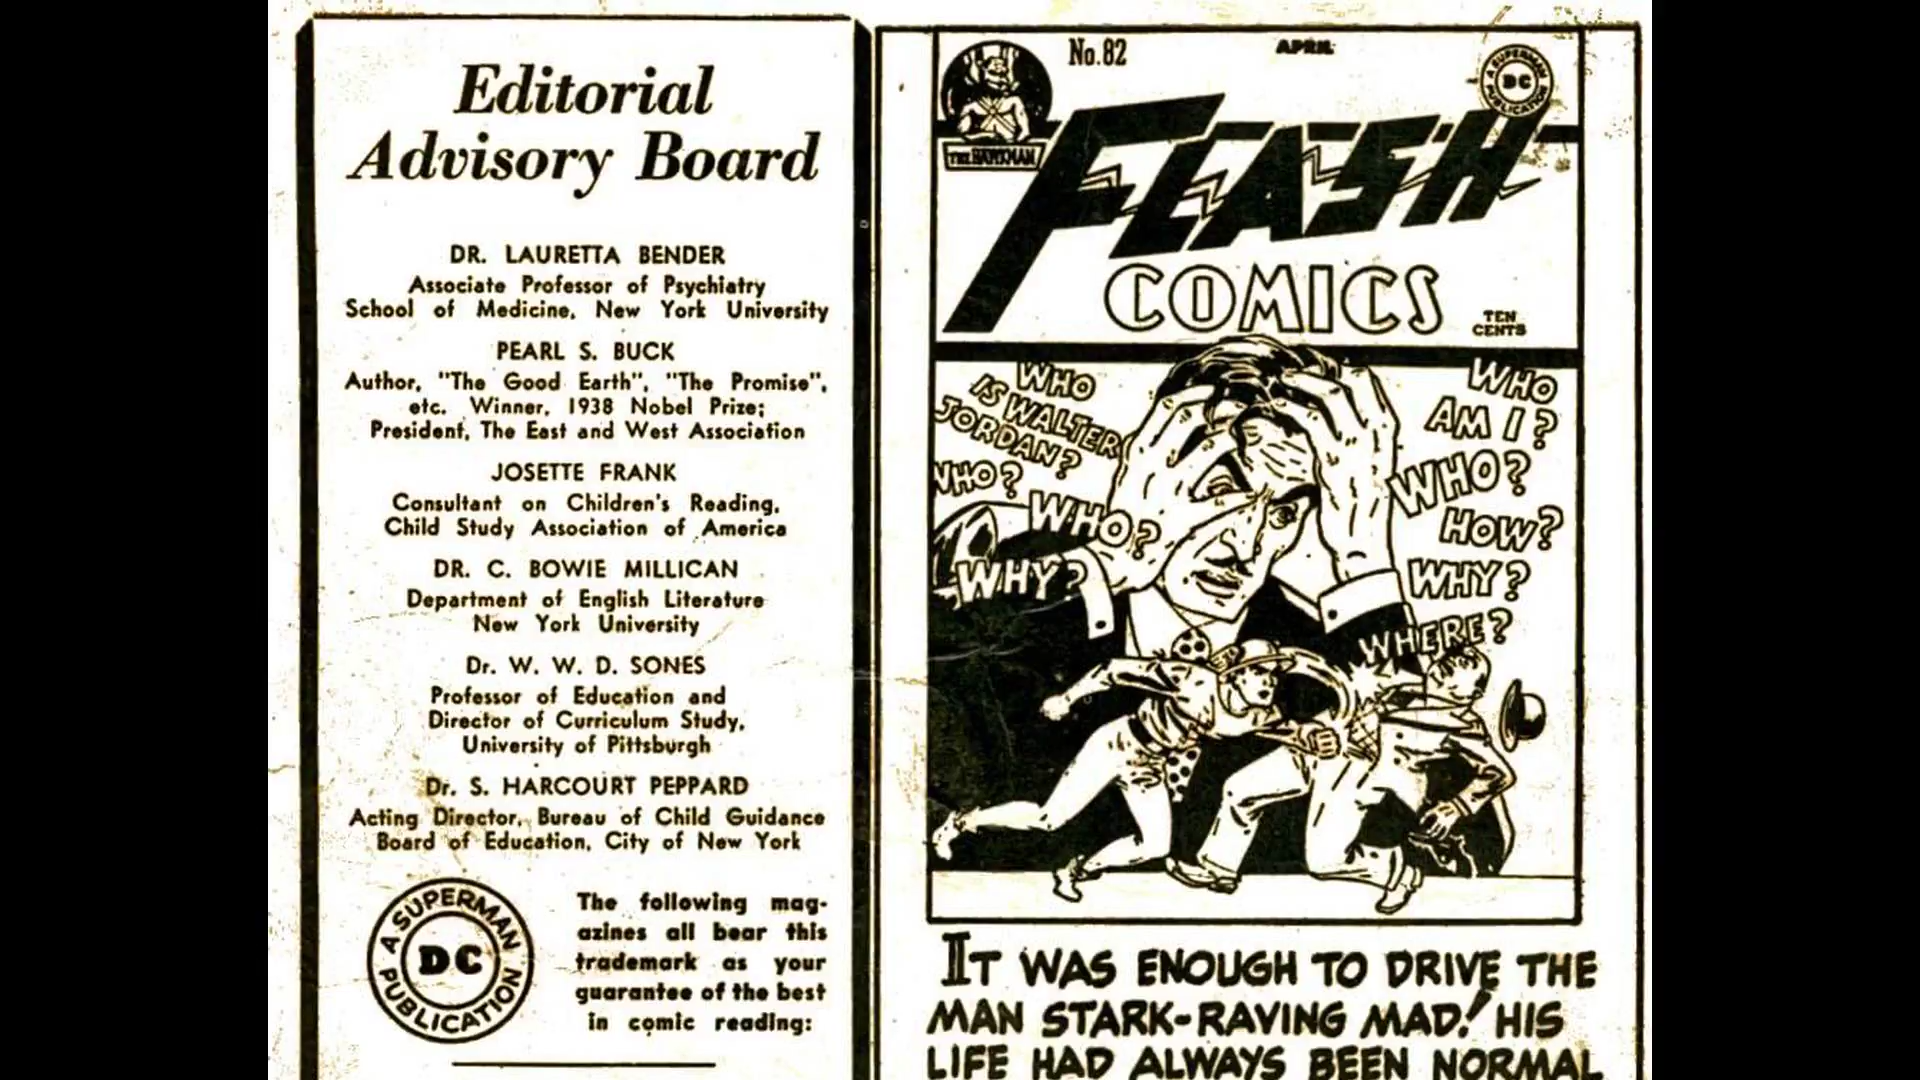 Editorial
Advisory Board
DR. LAURETTA BENDER
Associate Professor of Psychiatry
School of Medicine, New York University
PEARL S. BUCK
Author, "The Good Earth", "The Promise",
etc. Winner, 1938 Nobel Prize;
President, The East and West Association
JOSETTE FRANK
Consultant on Children's Reading,
Child Study Association of America
DR. C. BOWIE MILLICAN
Department of English Literature
New York University
Dr. W. W. D. SONES
Professor of Education and
Director of Curriculum Study,
University of Pittsburgh
Dr. S. HARCOURT PEPPARD
Acting Director, Bureau of Child Guidance
Board of Education, City of New York
A SUPERMAN
DC
PUBLICATION
The following mag-
azines all bear this
trademark as your
guarantee of the best
in comic reading:
No. 82
APRIL
A SUPERMAN
DC
PUBLICATION
THE HAWKMAN
FLASH
COMICS
TEN
CENTS
WHO
IS WALTER
JORDAN?
WHO?
WHO?
WHY?
WHO
AM I?
WHO?
HOW?
WHY?
WHERE?
IT WAS ENOUGH TO DRIVE THE
MAN STARK-RAVING MAD! HIS
LIFE HAD ALWAYS BEEN NORMAL